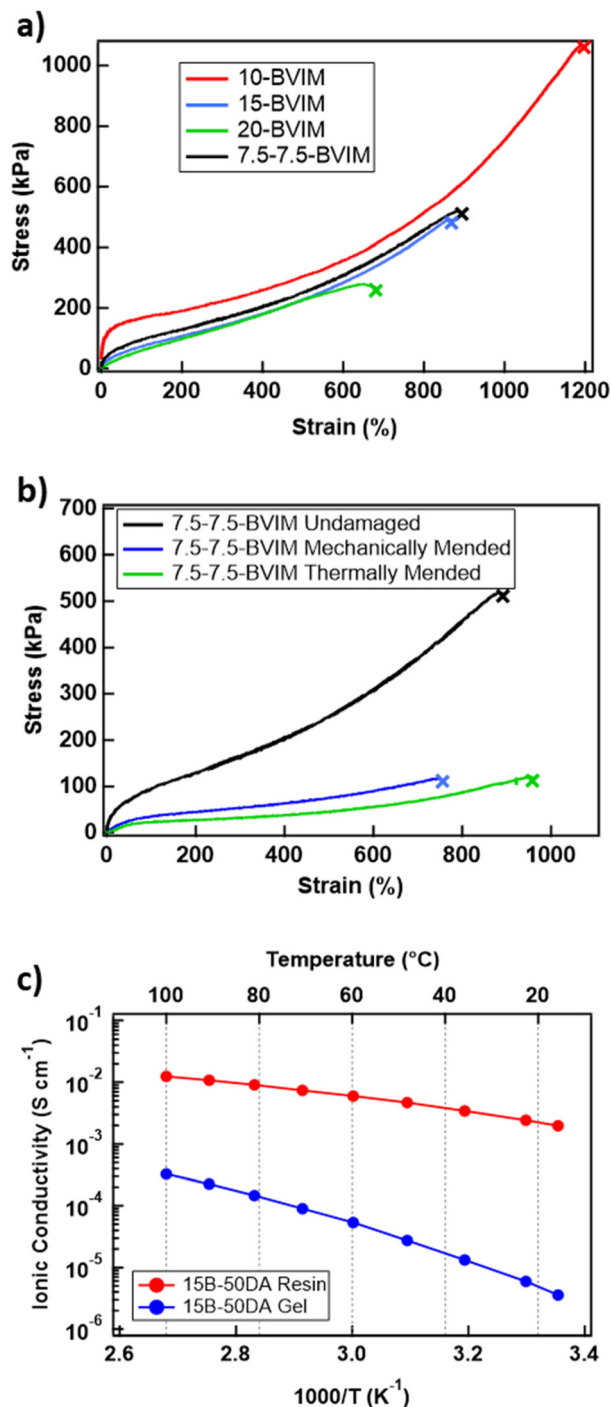 a)
1000
800
600
400
200
0
Stress (kPa)
10-BVIM
15-BVIM
20-BVIM
7.5-7.5-BVIM
0 200 400 600 800 1000 1200
Strain (%)
b)
700
600
500
400
300
200
100
0
Stress (kPa)
7.5-7.5-BVIM Undamaged
7.5-7.5-BVIM Mechanically Mended
7.5-7.5-BVIM Thermally Mended
0 200 400 600 800 1000
Strain (%)
c)
Temperature (°C)
100 80 60 40 20
10-1
10-2
10-3
10-4
10-5
10-6
Ionic Conductivity (S cm-1)
15B-50DA Resin
15B-50DA Gel
2.6 2.8 3.0 3.2 3.4
1000/T (K-1)